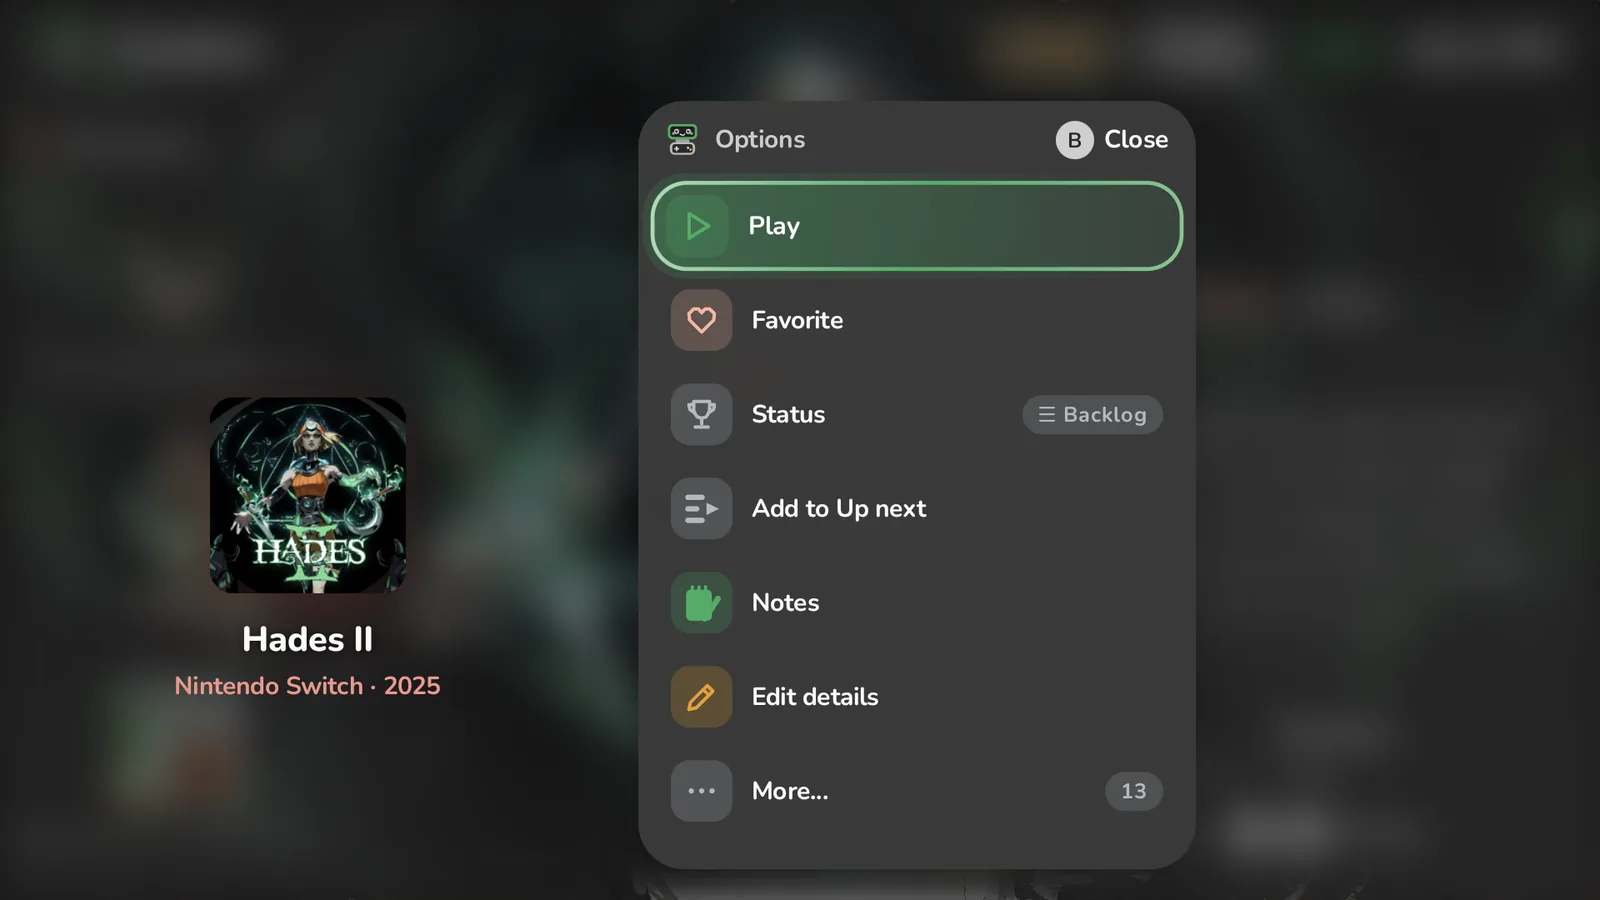 Options
B Close
Play
Favorite
Status
Backlog
Add to Up next
Notes
Edit details
More...
13
HADES
II
Hades II
Nintendo Switch · 2025